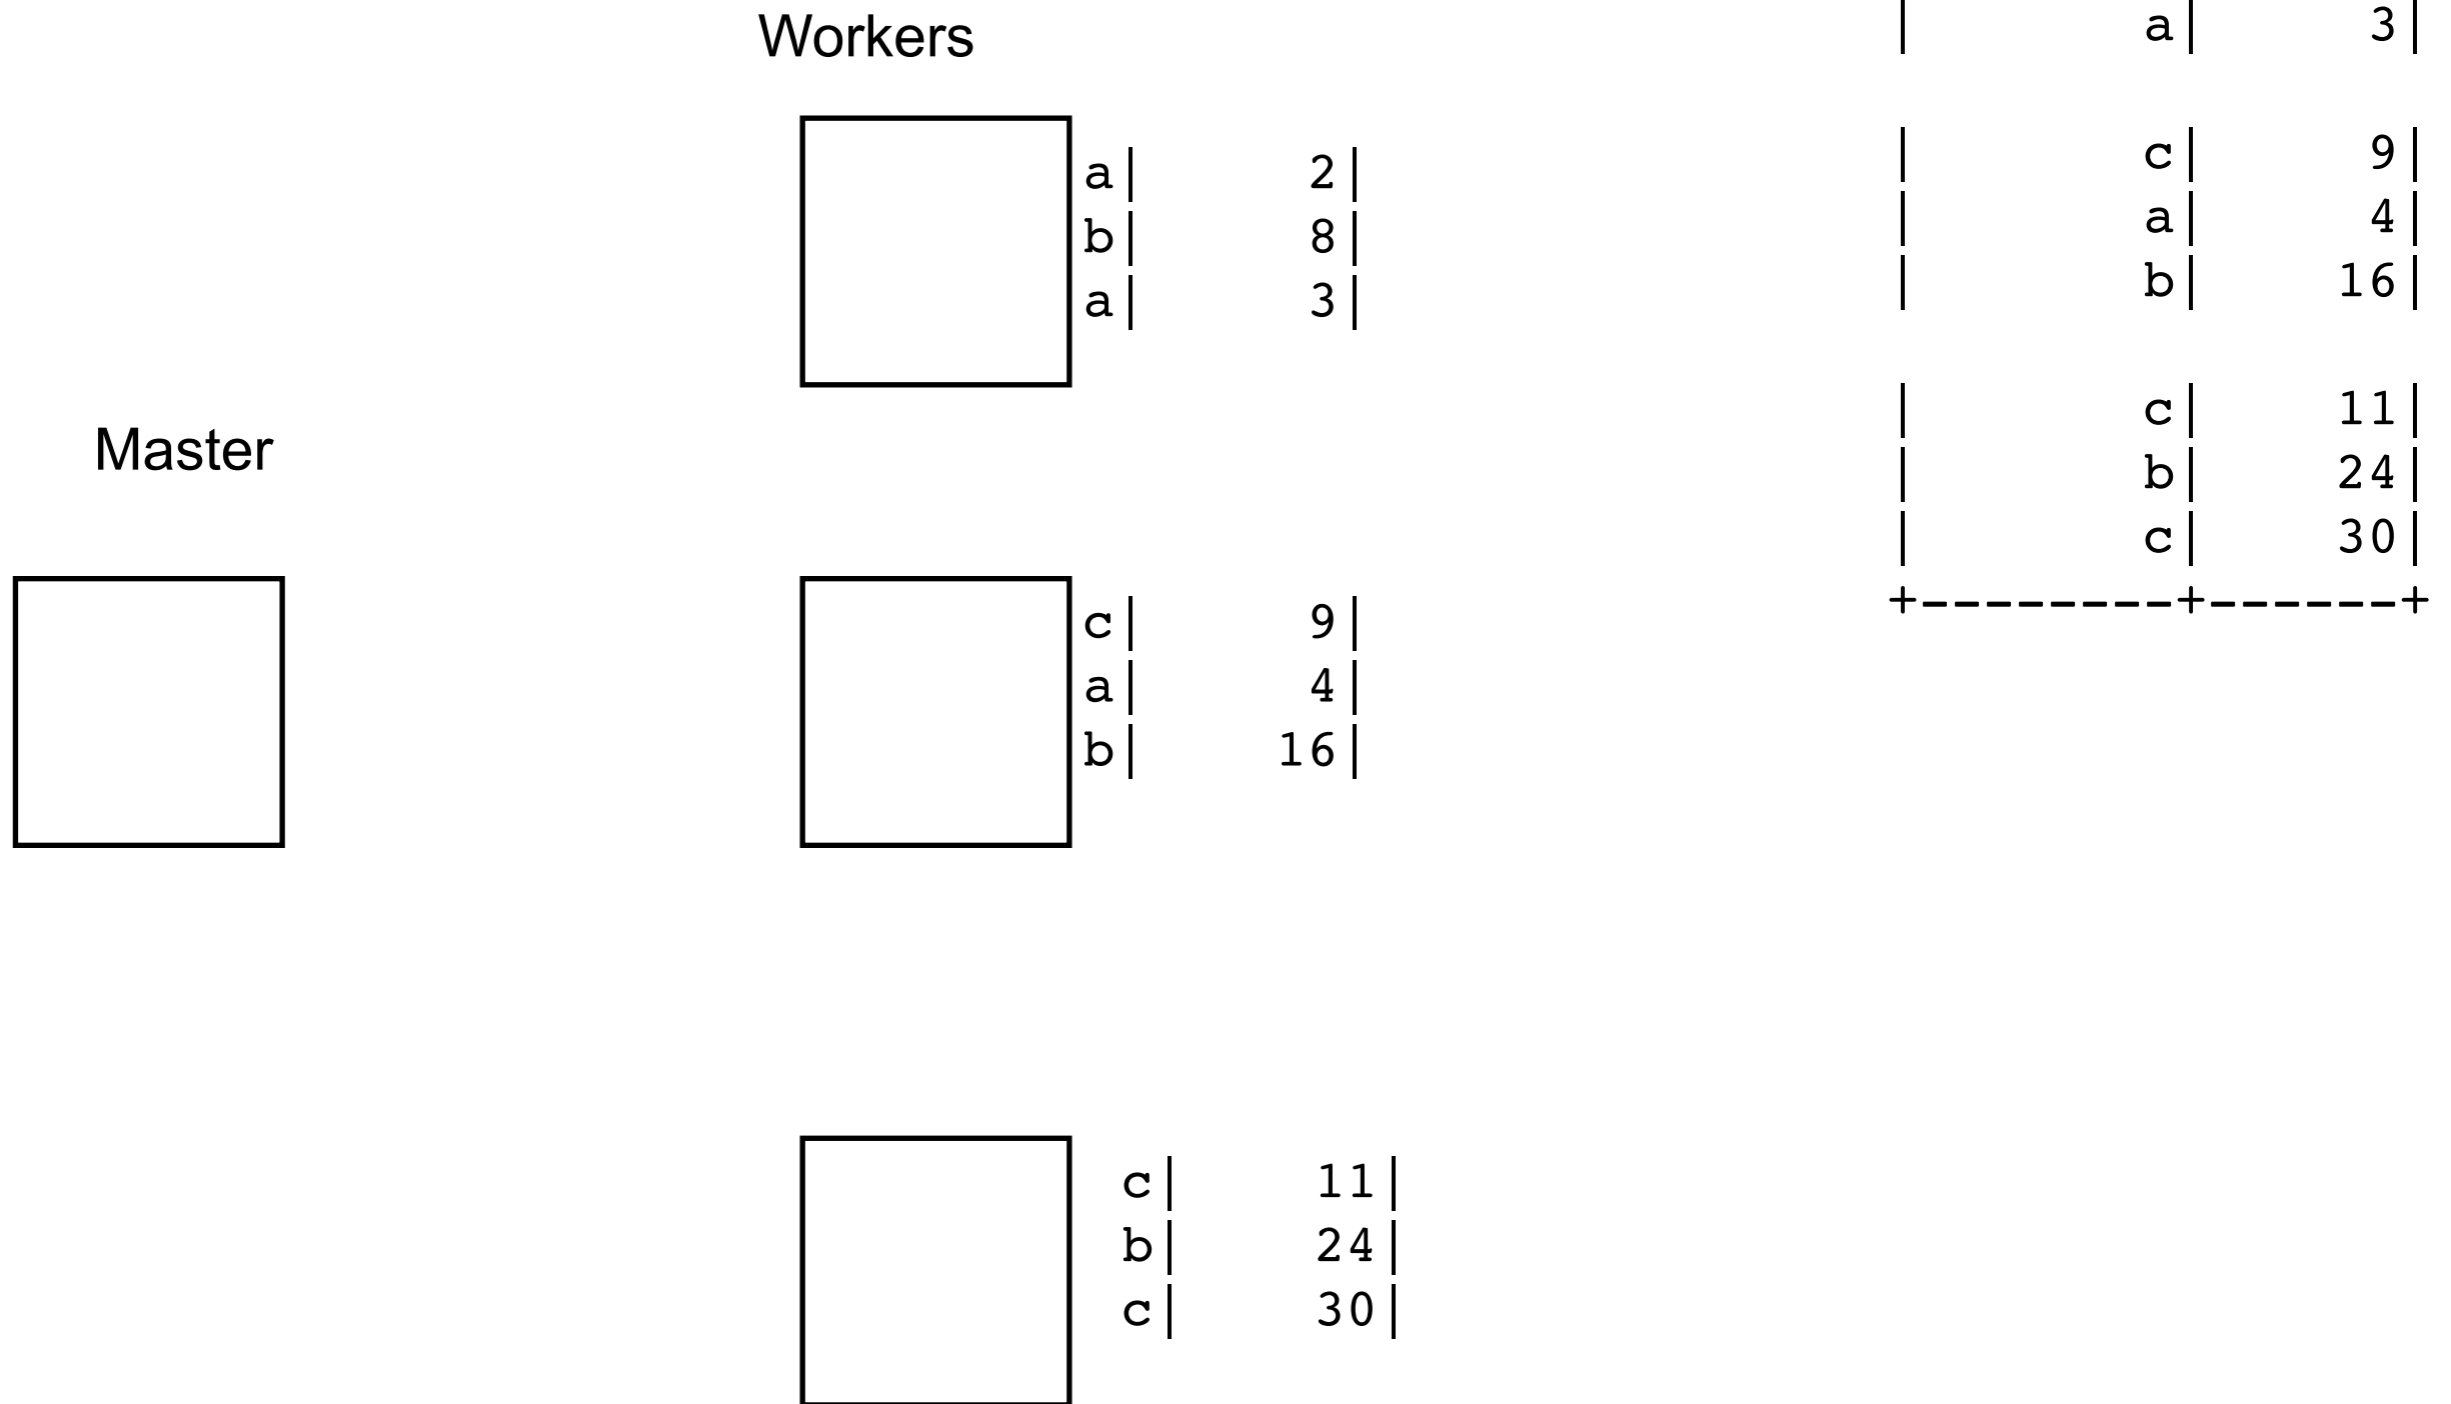 Workers
a| 2|
b| 8|
a| 3|
Master
c| 9|
a| 4|
b| 16|
c| 11|
b| 24|
c| 30|
| a| 3|
| c| 9|
| a| 4|
| b| 16|
| c| 11|
| b| 24|
| c| 30|
+---------+------+